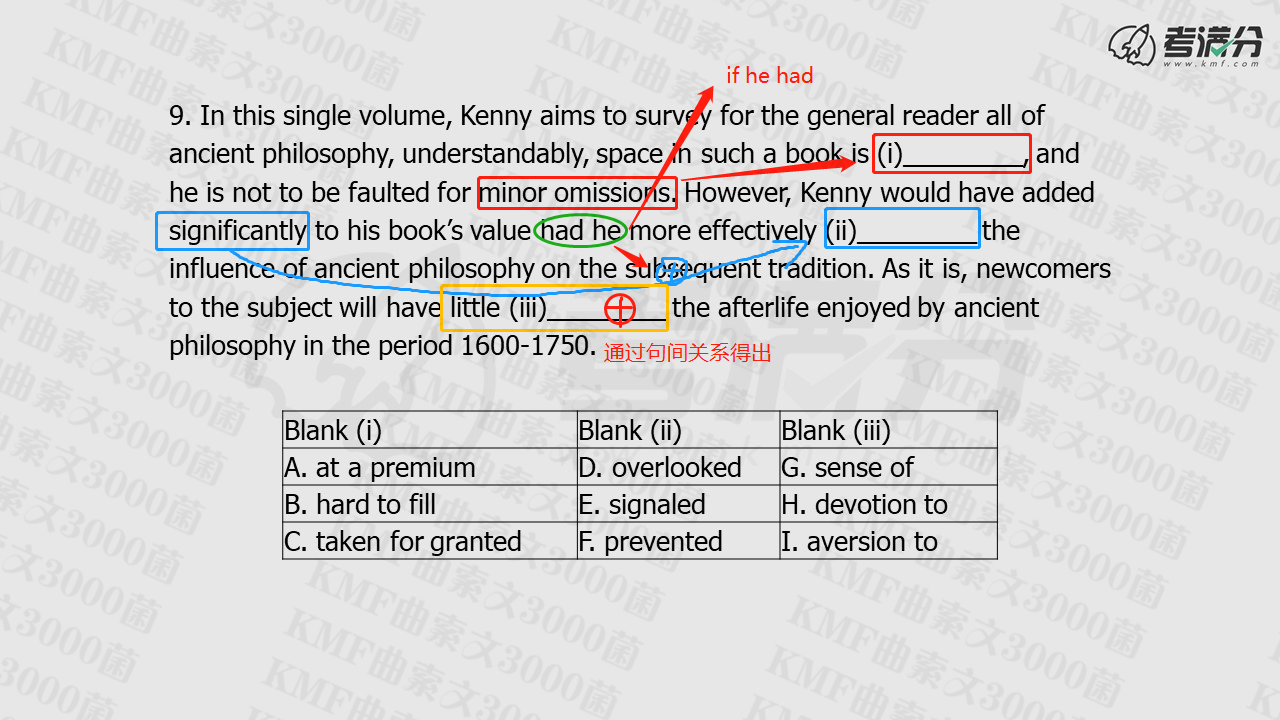 考满分
www.kmf.com
if he had
9. In this single volume, Kenny aims to survey for the general reader all of
ancient philosophy, understandably, space in such a book is (i)_________, and
he is not to be faulted for minor omissions. However, Kenny would have added
significantly to his book’s value had he more effectively (ii)_________ the
influence of ancient philosophy on the subsequent tradition. As it is, newcomers
to the subject will have little (iii)_________ the afterlife enjoyed by ancient
philosophy in the period 1600-1750. 通过句间关系得出
Blank (i) Blank (ii) Blank (iii)
A. at a premium D. overlooked G. sense of
B. hard to fill E. signaled H. devotion to
C. taken for granted F. prevented I. aversion to
KMF曲奏文3000菌